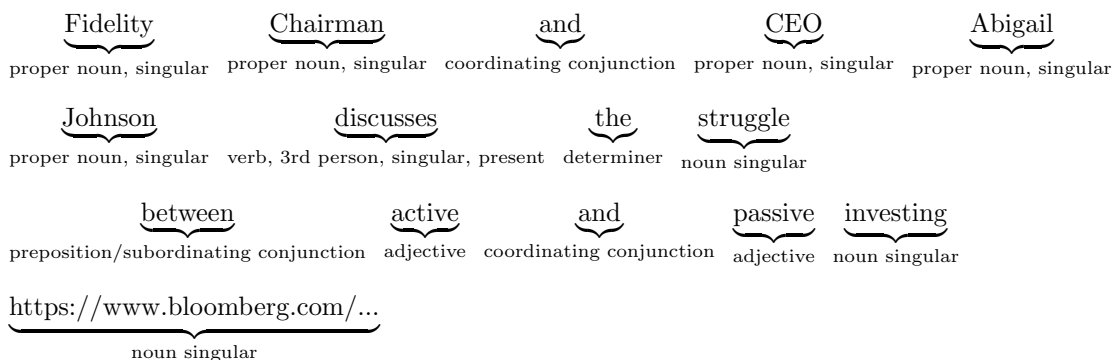 Fidelity Chairman and CEO Abigail
proper noun, singular proper noun, singular coordinating conjunction proper noun, singular proper noun, singular
Johnson discusses the struggle
proper noun, singular verb, 3rd person, singular, present determiner noun singular
between active and passive investing
preposition/subordinating conjunction adjective coordinating conjunction adjective noun singular
https://www.bloomberg.com/...
noun singular